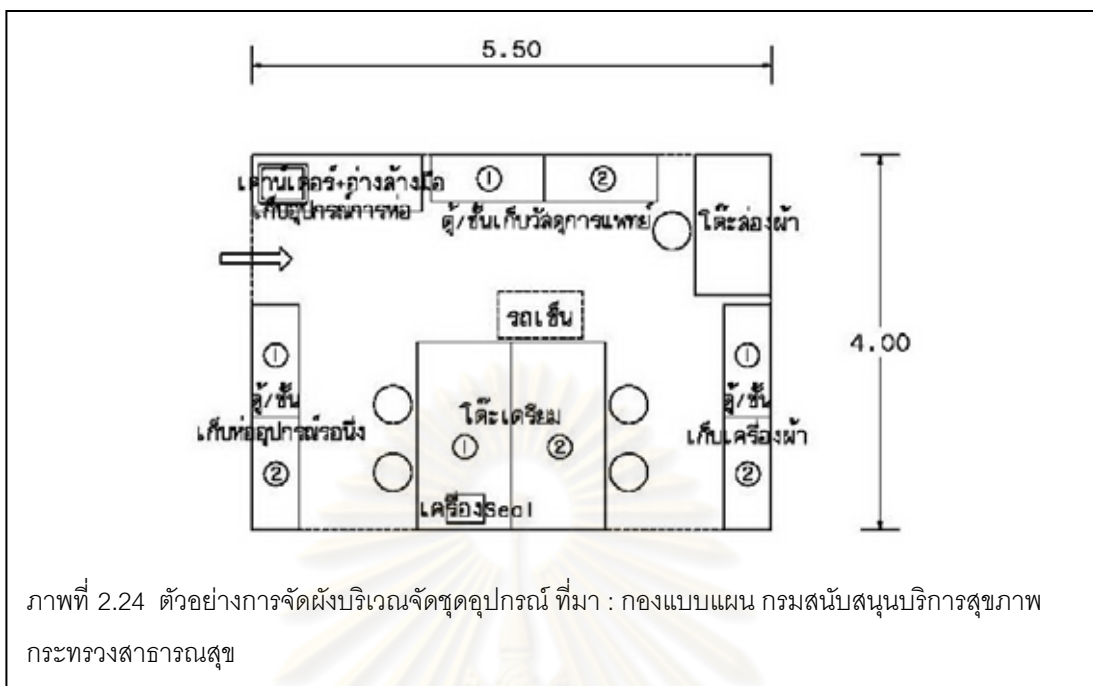 5.50
เคาน์เตอร์+อ่างล้างมือ
เก็บอุปกรณ์การห่อ
① ②
ตู้/ชั้นเก็บวัสดุการแพทย์
โต๊ะส่องผ้า
รถเข็น
4.00
①
ตู้/ชั้น
เก็บห่ออุปกรณ์รอนึ่ง
②
โต๊ะเตรียม
① ②
เครื่องSeal
①
ตู้/ชั้น
เก็บเครื่องผ้า
②
ภาพที่ 2.24 ตัวอย่างการจัดผังบริเวณจัดชุดอุปกรณ์ ที่มา : กองแบบแผน กรมสนับสนุนบริการสุขภาพ
กระทรวงสาธารณสุข